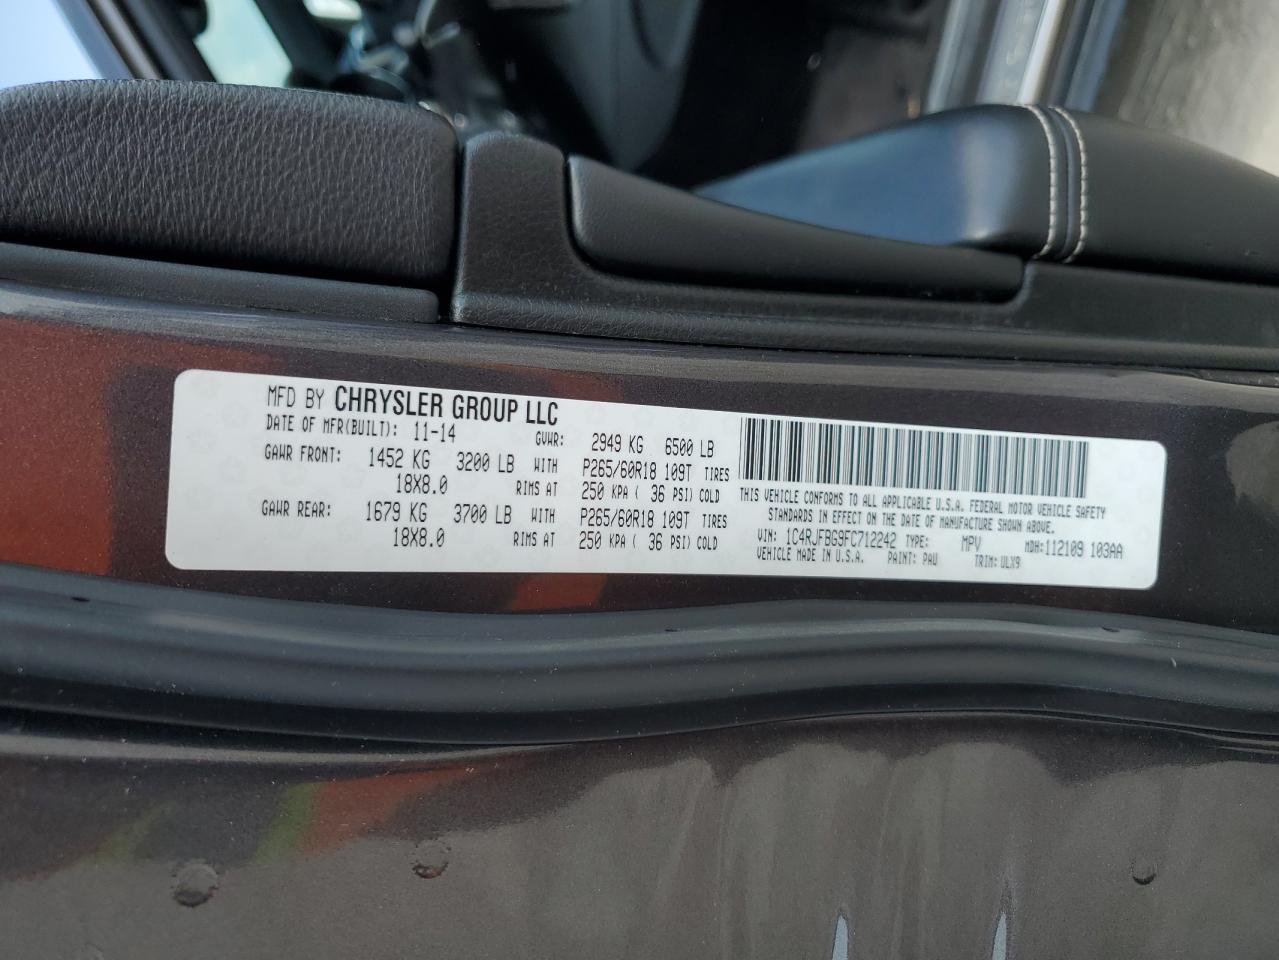 MFD BY CHRYSLER GROUP LLC
DATE OF MFR(BUILT): 11-14 GVWR: 2949 KG 6500 LB
GAWR FRONT: 1452 KG 3200 LB WITH P265/60R18 109T TIRES
18X8.0 RIMS AT 250 KPA ( 36 PSI) COLD
GAWR REAR: 1679 KG 3700 LB WITH P265/60R18 109T TIRES
18X8.0 RIMS AT 250 KPA ( 36 PSI) COLD
THIS VEHICLE CONFORMS TO ALL APPLICABLE U.S.A. FEDERAL MOTOR VEHICLE SAFETY
STANDARDS IN EFFECT ON THE DATE OF MANUFACTURE SHOWN ABOVE.
VIN: 1C4RJFBG9FC712242 TYPE: MPV MDH:112109 103AA
VEHICLE MADE IN U.S.A. PAINT: PAU TRIM: ULX9